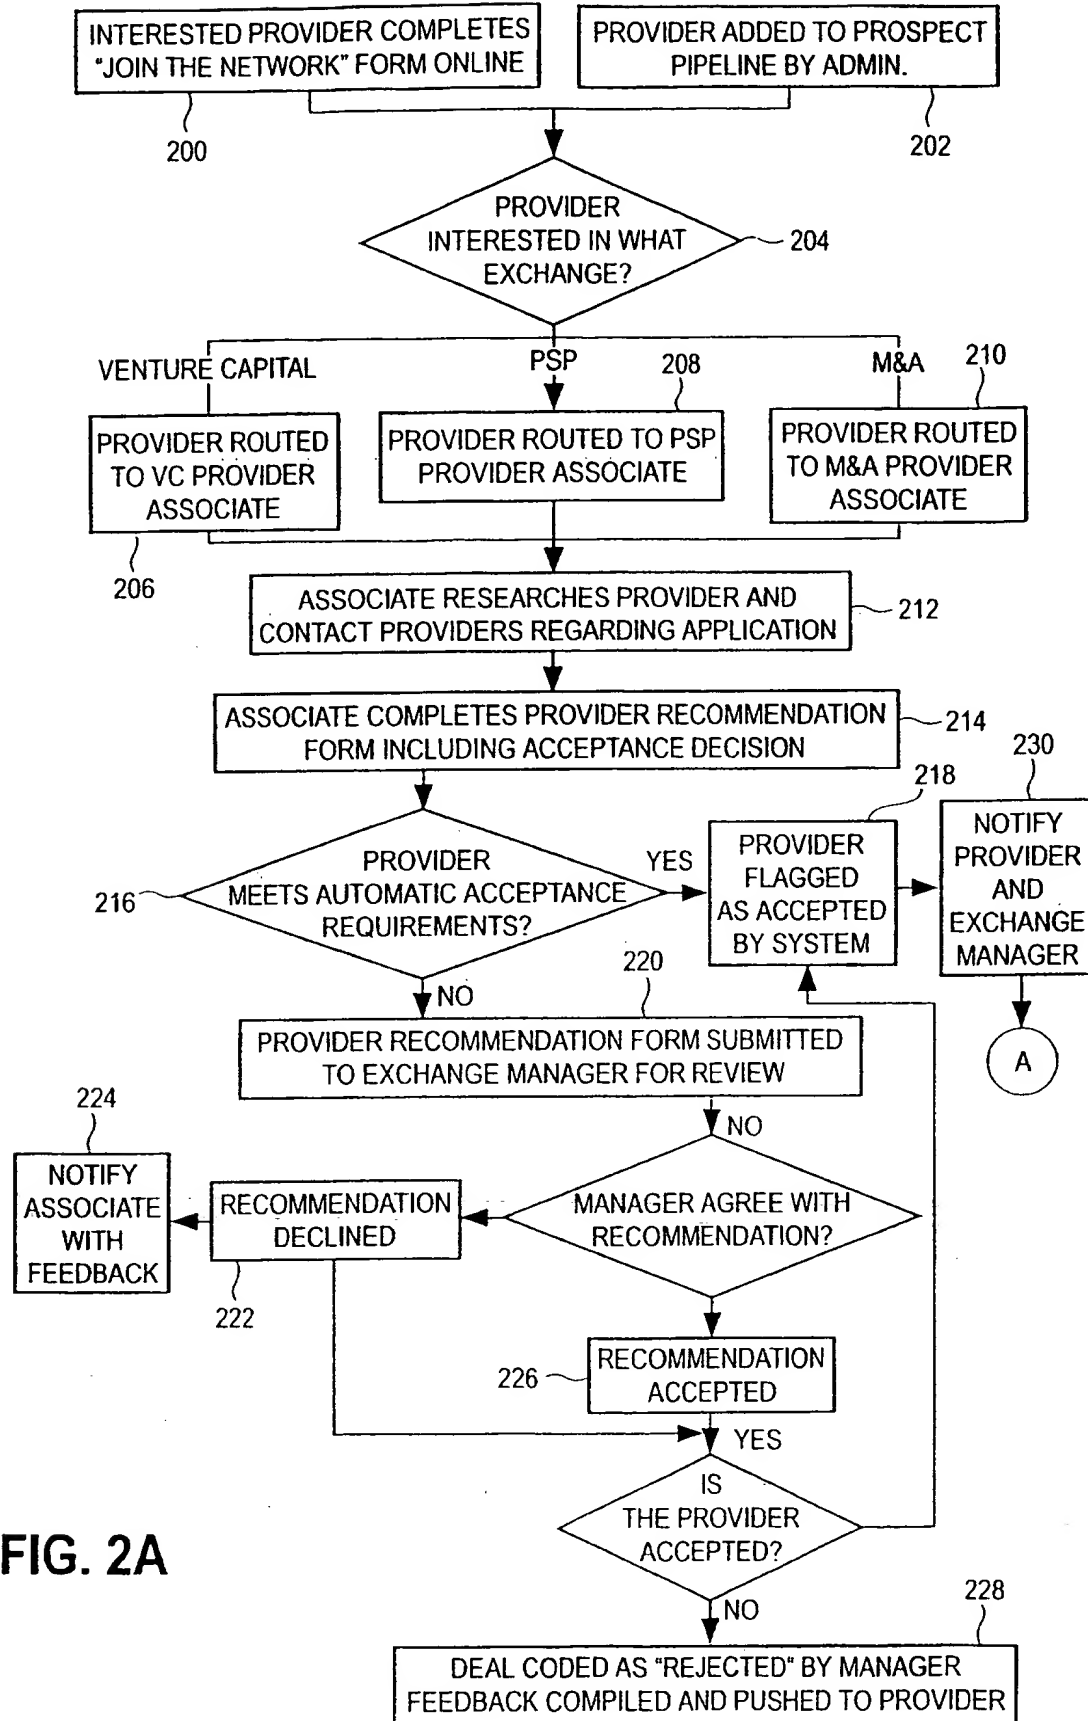 INTERESTED PROVIDER COMPLETES
"JOIN THE NETWORK" FORM ONLINE
200
PROVIDER ADDED TO PROSPECT
PIPELINE BY ADMIN.
202
PROVIDER
INTERESTED IN WHAT
EXCHANGE?
204
VENTURE CAPITAL
PSP
M&A
PROVIDER ROUTED
TO VC PROVIDER
ASSOCIATE
206
208
PROVIDER ROUTED TO PSP
PROVIDER ASSOCIATE
210
PROVIDER ROUTED
TO M&A PROVIDER
ASSOCIATE
ASSOCIATE RESEARCHES PROVIDER AND
CONTACT PROVIDERS REGARDING APPLICATION
212
ASSOCIATE COMPLETES PROVIDER RECOMMENDATION
FORM INCLUDING ACCEPTANCE DECISION
214
216
PROVIDER
MEETS AUTOMATIC ACCEPTANCE
REQUIREMENTS?
YES
218
PROVIDER
FLAGGED
AS ACCEPTED
BY SYSTEM
230
NOTIFY
PROVIDER
AND
EXCHANGE
MANAGER
A
NO
220
PROVIDER RECOMMENDATION FORM SUBMITTED
TO EXCHANGE MANAGER FOR REVIEW
NO
MANAGER AGREE WITH
RECOMMENDATION?
RECOMMENDATION
DECLINED
222
224
NOTIFY
ASSOCIATE
WITH
FEEDBACK
226
RECOMMENDATION
ACCEPTED
YES
IS
THE PROVIDER
ACCEPTED?
NO
228
DEAL CODED AS "REJECTED" BY MANAGER
FEEDBACK COMPILED AND PUSHED TO PROVIDER
FIG. 2A